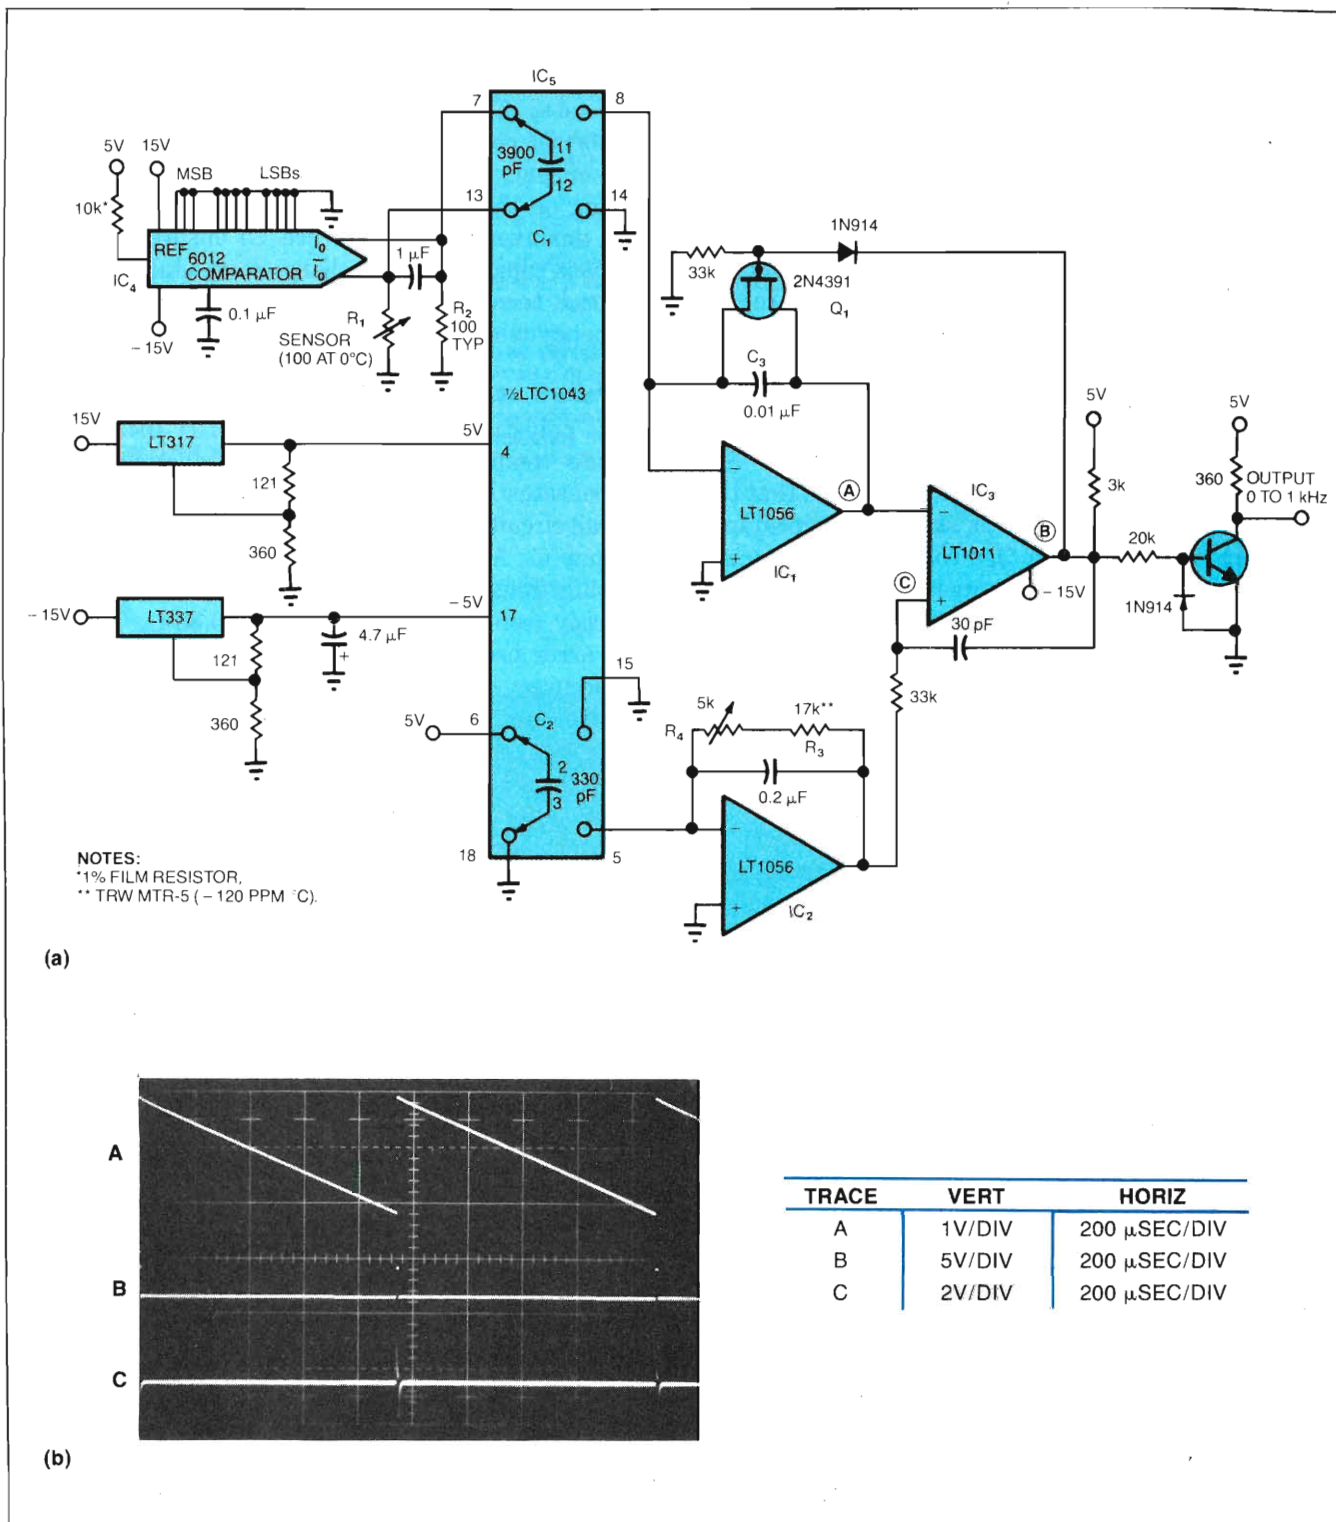 IC5
7
8
5V
15V
MSB
LSBs
3900
pF
11
12
10k*
13
14
REF
6012
COMPARATOR
IO
IO
1 µF
C1
IC4
0.1 µF
R1
R2
100
TYP
-15V
SENSOR
(100 AT 0°C)
½LTC1043
1N914
33k
2N4391
Q1
C3
0.01 µF
15V
LT317
5V
4
121
360
-15V
LT337
-5V
17
4.7 µF
+
121
360
5V
5V
3k
360
OUTPUT
0 TO 1 kHz
− A
LT1056
+
IC1
IC3
− B
LT1011
C
+
-15V
20k
1N914
30 pF
33k
15
5V
6
C2
2
3
330
pF
18
5
5k
R4
17k**
R3
0.2 µF
−
LT1056
+
IC2
NOTES:
*1% FILM RESISTOR,
** TRW MTR-5 (-120 PPM °C).
(a)
A
B
C
(b)
TRACE VERT HORIZ
A 1V/DIV 200 µSEC/DIV
B 5V/DIV 200 µSEC/DIV
C 2V/DIV 200 µSEC/DIV